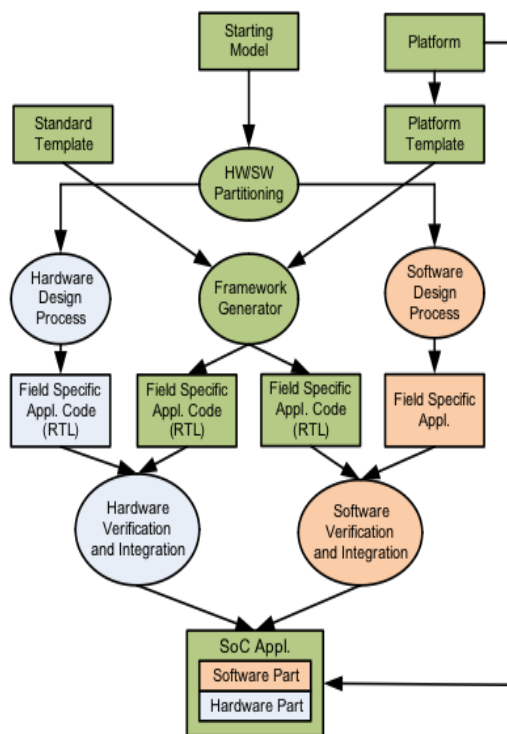 Starting
Model
Platform
Standard
Template
Platform
Template
HW/SW
Partitioning
Hardware
Design
Process
Framework
Generator
Software
Design
Process
Field Specific
Appl. Code
(RTL)
Field Specific
Appl. Code
(RTL)
Field Specific
Appl. Code
(RTL)
Field Specific
Appl.
Hardware
Verification
and Integration
Software
Verification
and Integration
SoC Appl.
Software Part
Hardware Part